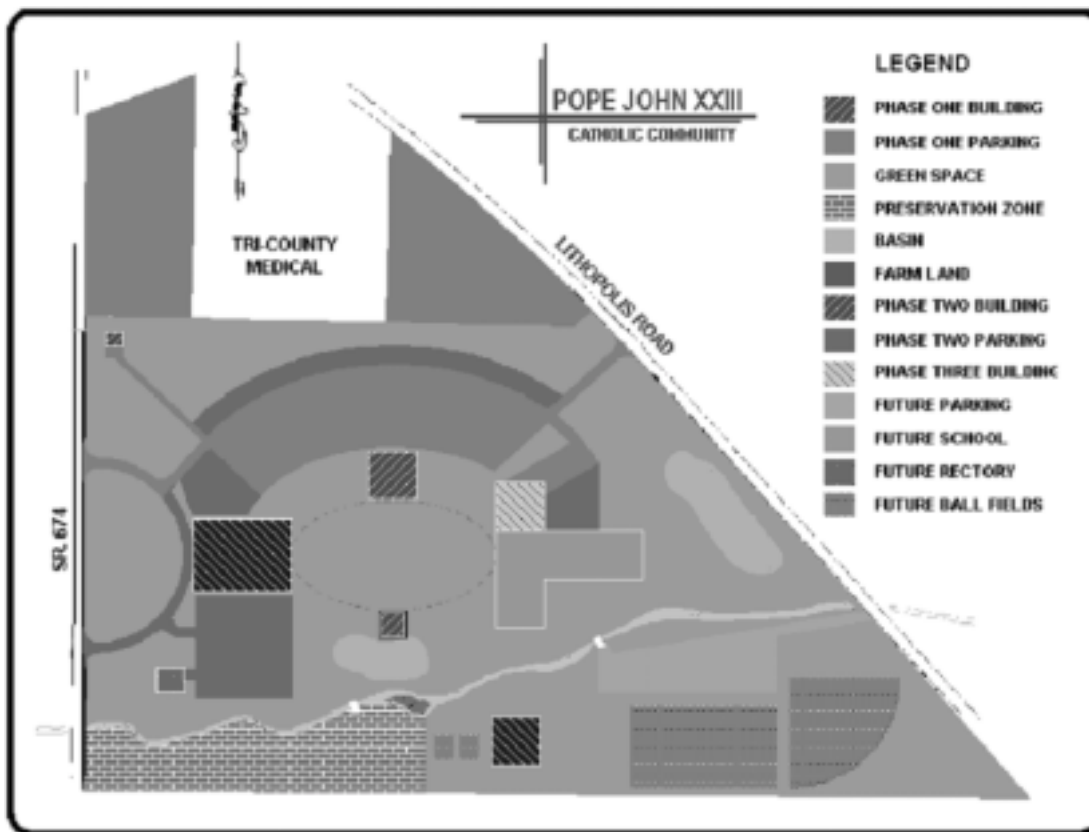 POPE JOHN XXIII
CATHOLIC COMMUNITY
TRI-COUNTY
MEDICAL
LITHOPOLIS ROAD
SR. 674
LEGEND
PHASE ONE BUILDING
PHASE ONE PARKING
GREEN SPACE
PRESERVATION ZONE
BASIN
FARM LAND
PHASE TWO BUILDING
PHASE TWO PARKING
PHASE THREE BUILDING
FUTURE PARKING
FUTURE SCHOOL
FUTURE RECTORY
FUTURE BALL FIELDS